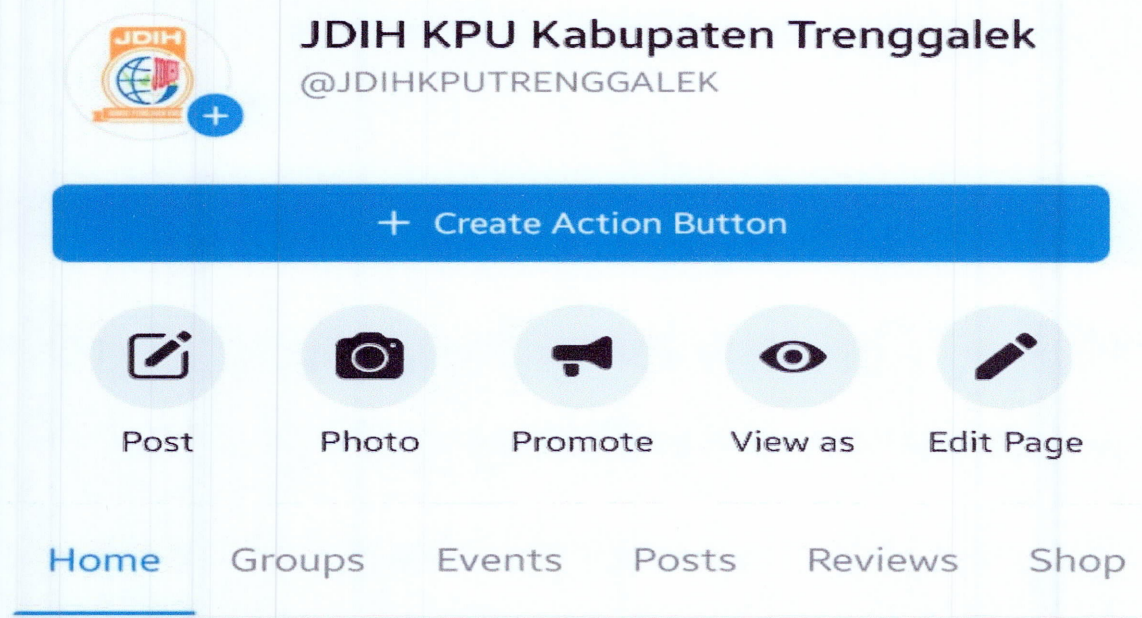 JDIH
JDIH KPU Kabupaten Trenggalek
@JDIHKPUTRENGGALEK
+ Create Action Button
Post Photo Promote View as Edit Page
Home Groups Events Posts Reviews Shop